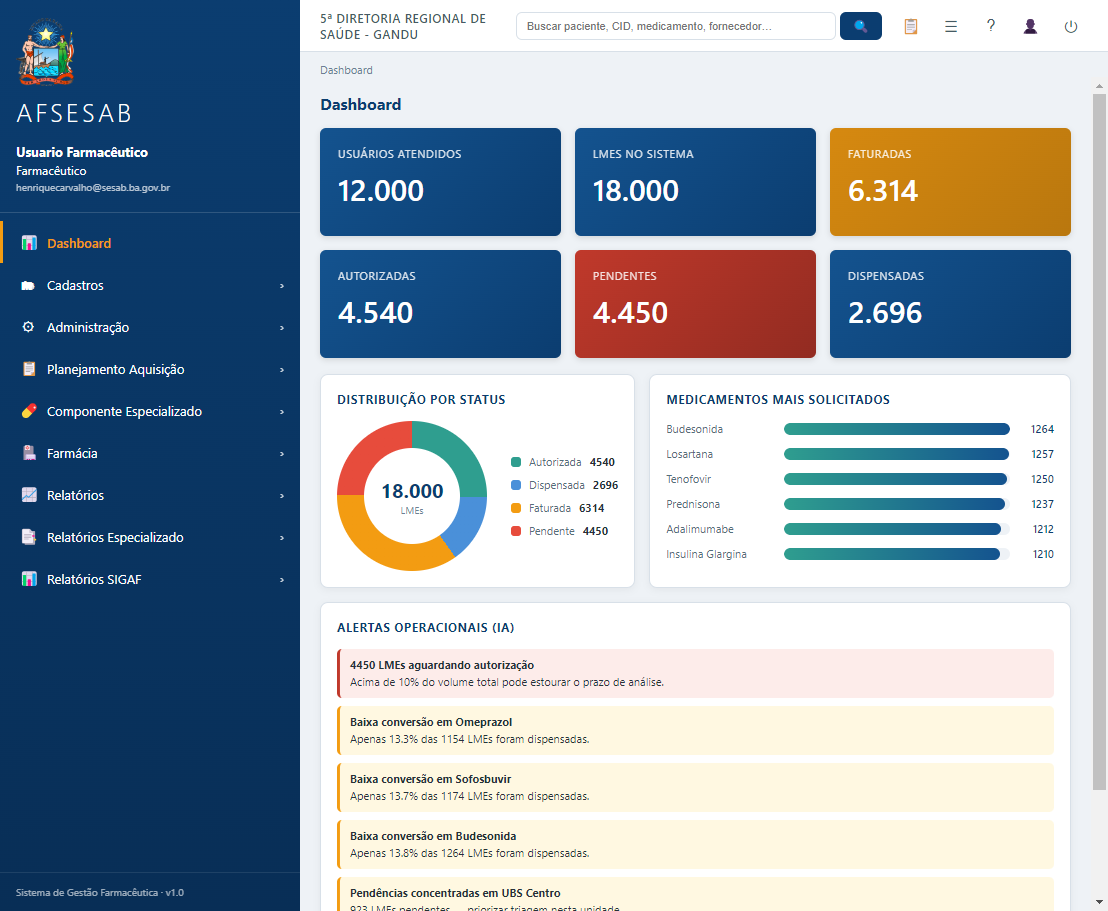 AFSESAB
Usuario Farmacêutico
Farmacêutico
henriquecarvalho@sesab.ba.gov.br
Dashboard
Cadastros
Administração
Planejamento Aquisição
Componente Especializado
Farmácia
Relatórios
Relatórios Especializado
Relatórios SIGAF
Sistema de Gestão Farmacêutica · v1.0
5ª DIRETORIA REGIONAL DE
SAÚDE - GANDU
Buscar paciente, CID, medicamento, fornecedor...
?
Dashboard
Dashboard
USUÁRIOS ATENDIDOS
12.000
LMES NO SISTEMA
18.000
FATURADAS
6.314
AUTORIZADAS
4.540
PENDENTES
4.450
DISPENSADAS
2.696
DISTRIBUIÇÃO POR STATUS
18.000
LMEs
Autorizada 4540
Dispensada 2696
Faturada 6314
Pendente 4450
MEDICAMENTOS MAIS SOLICITADOS
Budesonida 1264
Losartana 1257
Tenofovir 1250
Prednisona 1237
Adalimumabe 1212
Insulina Glargina 1210
ALERTAS OPERACIONAIS (IA)
4450 LMEs aguardando autorização
Acima de 10% do volume total pode estourar o prazo de análise.
Baixa conversão em Omeprazol
Apenas 13.3% das 1154 LMEs foram dispensadas.
Baixa conversão em Sofosbuvir
Apenas 13.7% das 1174 LMEs foram dispensadas.
Baixa conversão em Budesonida
Apenas 13.8% das 1264 LMEs foram dispensadas.
Pendências concentradas em UBS Centro
923 LMEs pendentes — priorizar triagem nesta unidade.